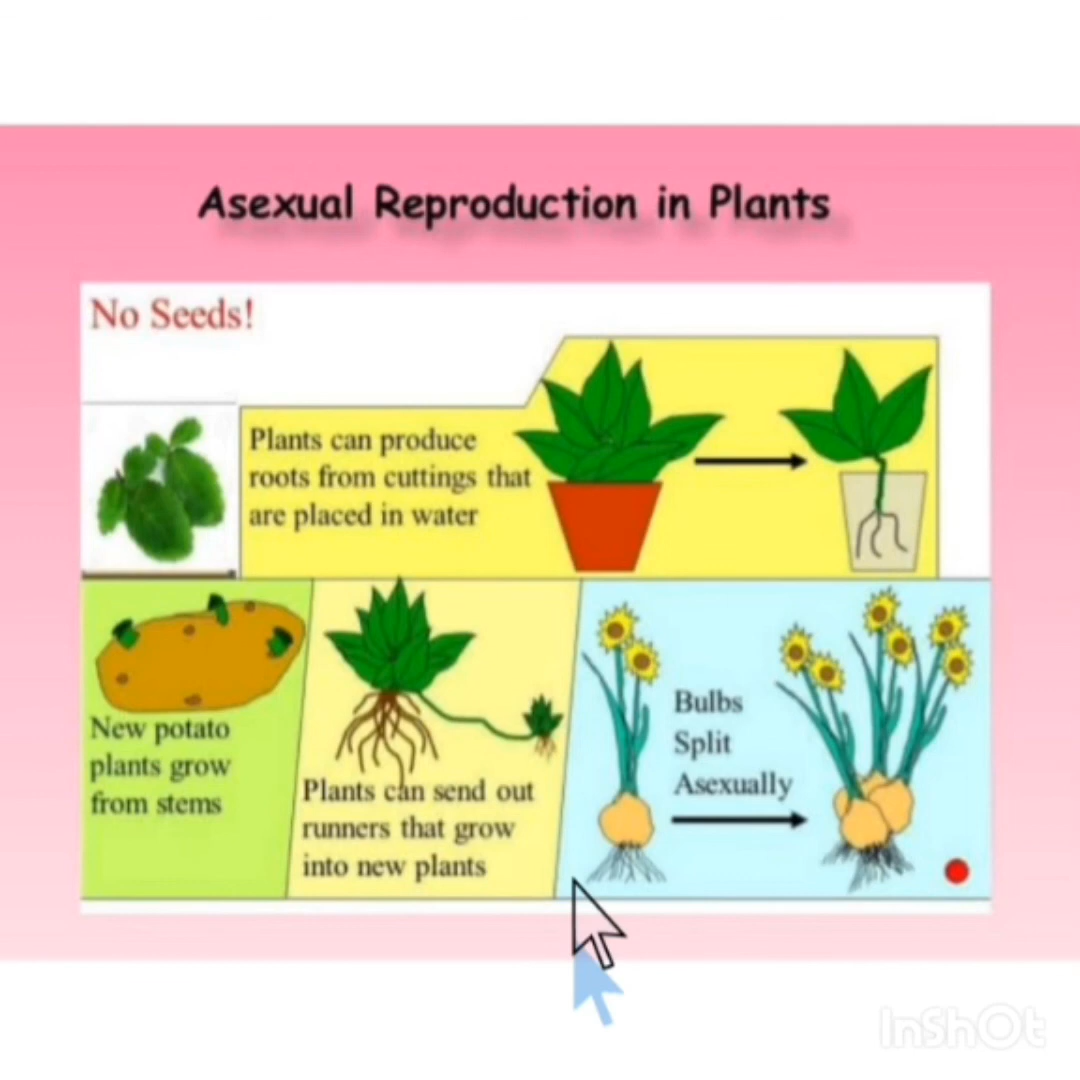 Asexual Reproduction in Plants
No Seeds!
Plants can produce
roots from cuttings that
are placed in water
New potato
plants grow
from stems
Plants can send out
runners that grow
into new plants
Bulbs
Split
Asexually
InShOt